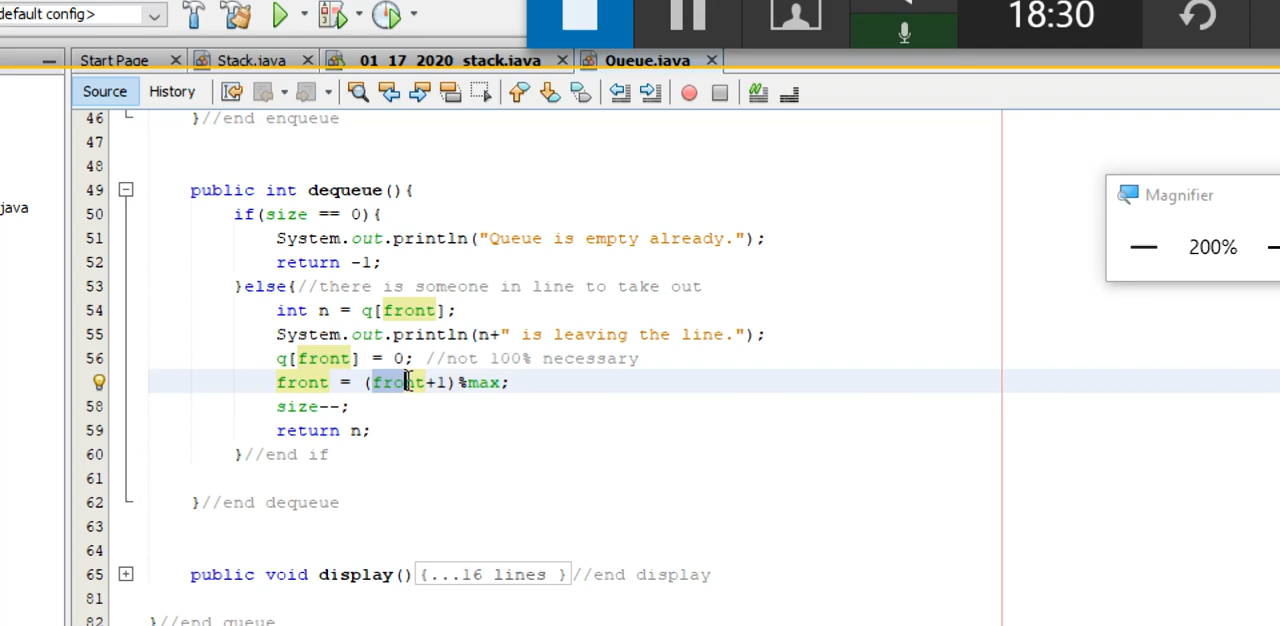 default config>
18:30
Start Page
Stack.java
01_17_2020_stack.java
Queue.java
Source
History
46 }//end enqueue
47
48
49 public int dequeue(){
java
50 if(size == 0){
51 System.out.println("Queue is empty already.");
52 return -1;
53 }else{//there is someone in line to take out
54 int n = q[front];
55 System.out.println(n+" is leaving the line.");
56 q[front] = 0; //not 100% necessary
front = (front+1)%max;
58 size--;
59 return n;
60 }//end if
61
62 }//end dequeue
63
64
65 public void display(){...16 lines }//end display
81
82 }//end queue
Magnifier
200%